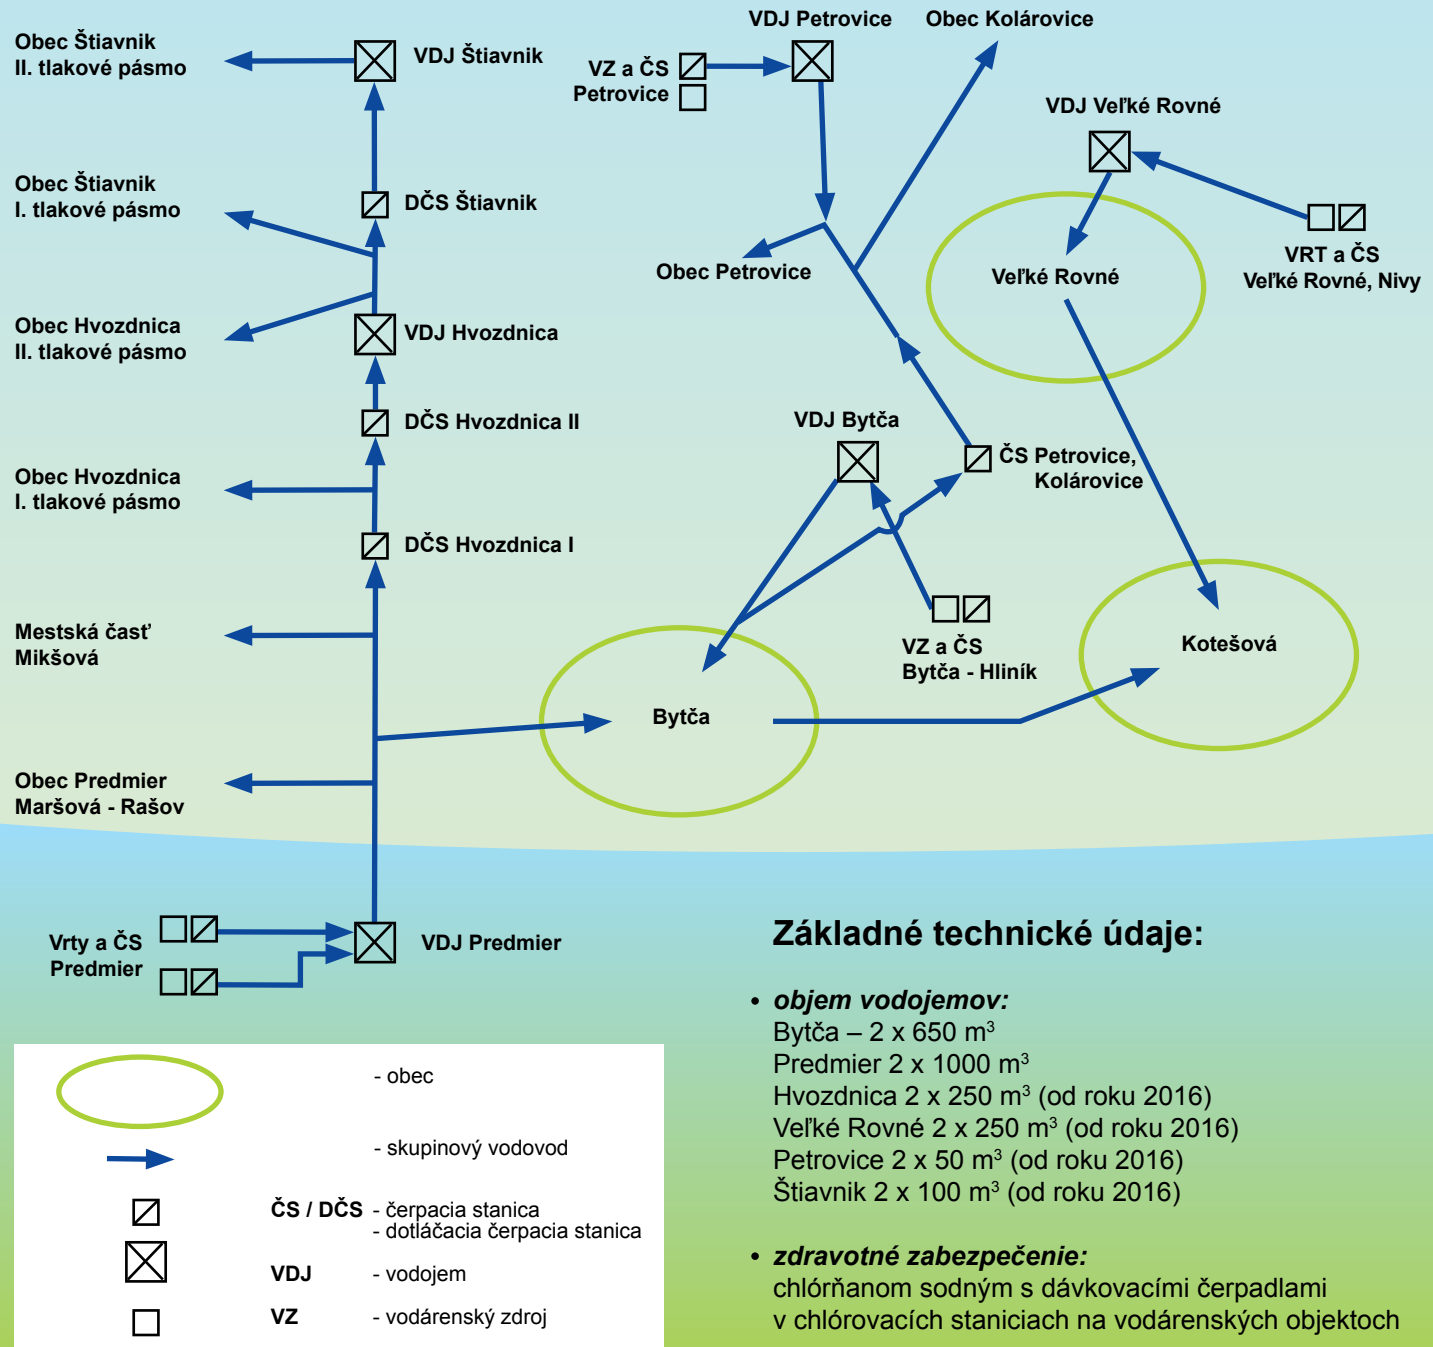 VDJ Petrovice
Obec Kolárovice
Obec Štiavnik
II. tlakové pásmo
VDJ Štiavnik
VZ a ČS
Petrovice
VDJ Veľké Rovné
Obec Štiavnik
I. tlakové pásmo
DČS Štiavnik
Obec Petrovice
Veľké Rovné
VRT a ČS
Veľké Rovné, Nivy
Obec Hvozdnica
II. tlakové pásmo
VDJ Hvozdnica
DČS Hvozdnica II
VDJ Bytča
ČS Petrovice,
Kolárovice
Obec Hvozdnica
I. tlakové pásmo
DČS Hvozdnica I
Mestská časť
Mikšová
VZ a ČS
Bytča - Hliník
Kotešová
Bytča
Obec Predmier
Maršová - Rašov
Vrty a ČS
Predmier
VDJ Predmier
- obec
- skupinový vodovod
ČS / DČS - čerpacia stanica
- dotláčacia čerpacia stanica
VDJ - vodojem
VZ - vodárenský zdroj
Základné technické údaje:
• objem vodojemov:
Bytča – 2 x 650 m³
Predmier 2 x 1000 m³
Hvozdnica 2 x 250 m³ (od roku 2016)
Veľké Rovné 2 x 250 m³ (od roku 2016)
Petrovice 2 x 50 m³ (od roku 2016)
Štiavnik 2 x 100 m³ (od roku 2016)
• zdravotné zabezpečenie:
chlórňanom sodným s dávkovacími čerpadlami
v chlórovacích staniciach na vodárenských objektoch